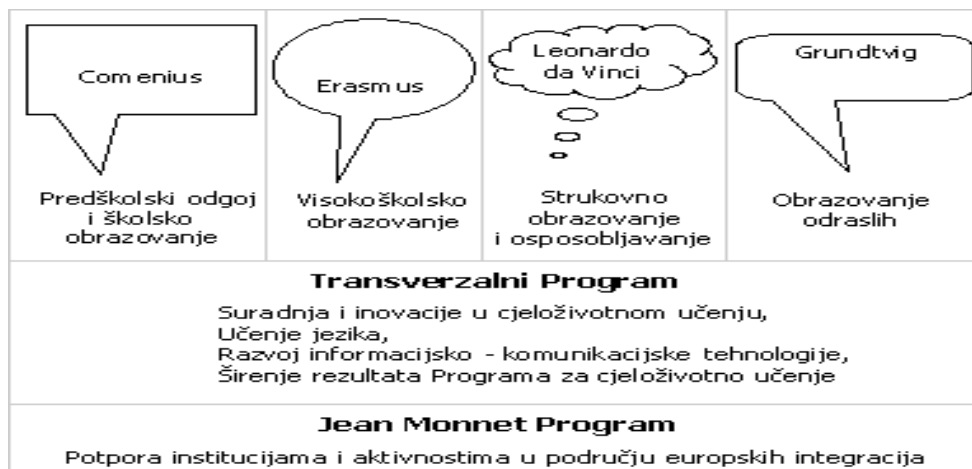 Comenius
Predškolski odgoj
i školsko
obrazovanje
Erasmus
Visokoškolsko
obrazovanje
Leonardo
da Vinci
Strukovno
obrazovanje
i osposobljavanje
Grundtvig
Obrazovanje
odraslih
Transverzalni Program
Suradnja i inovacije u cjeloživotnom učenju,
Učenje jezika,
Razvoj informacijsko - komunikacijske tehnologije,
Širenje rezultata Programa za cjeloživotno učenje
Jean Monnet Program
Potpora institucijama i aktivnostima u području europskih integracija